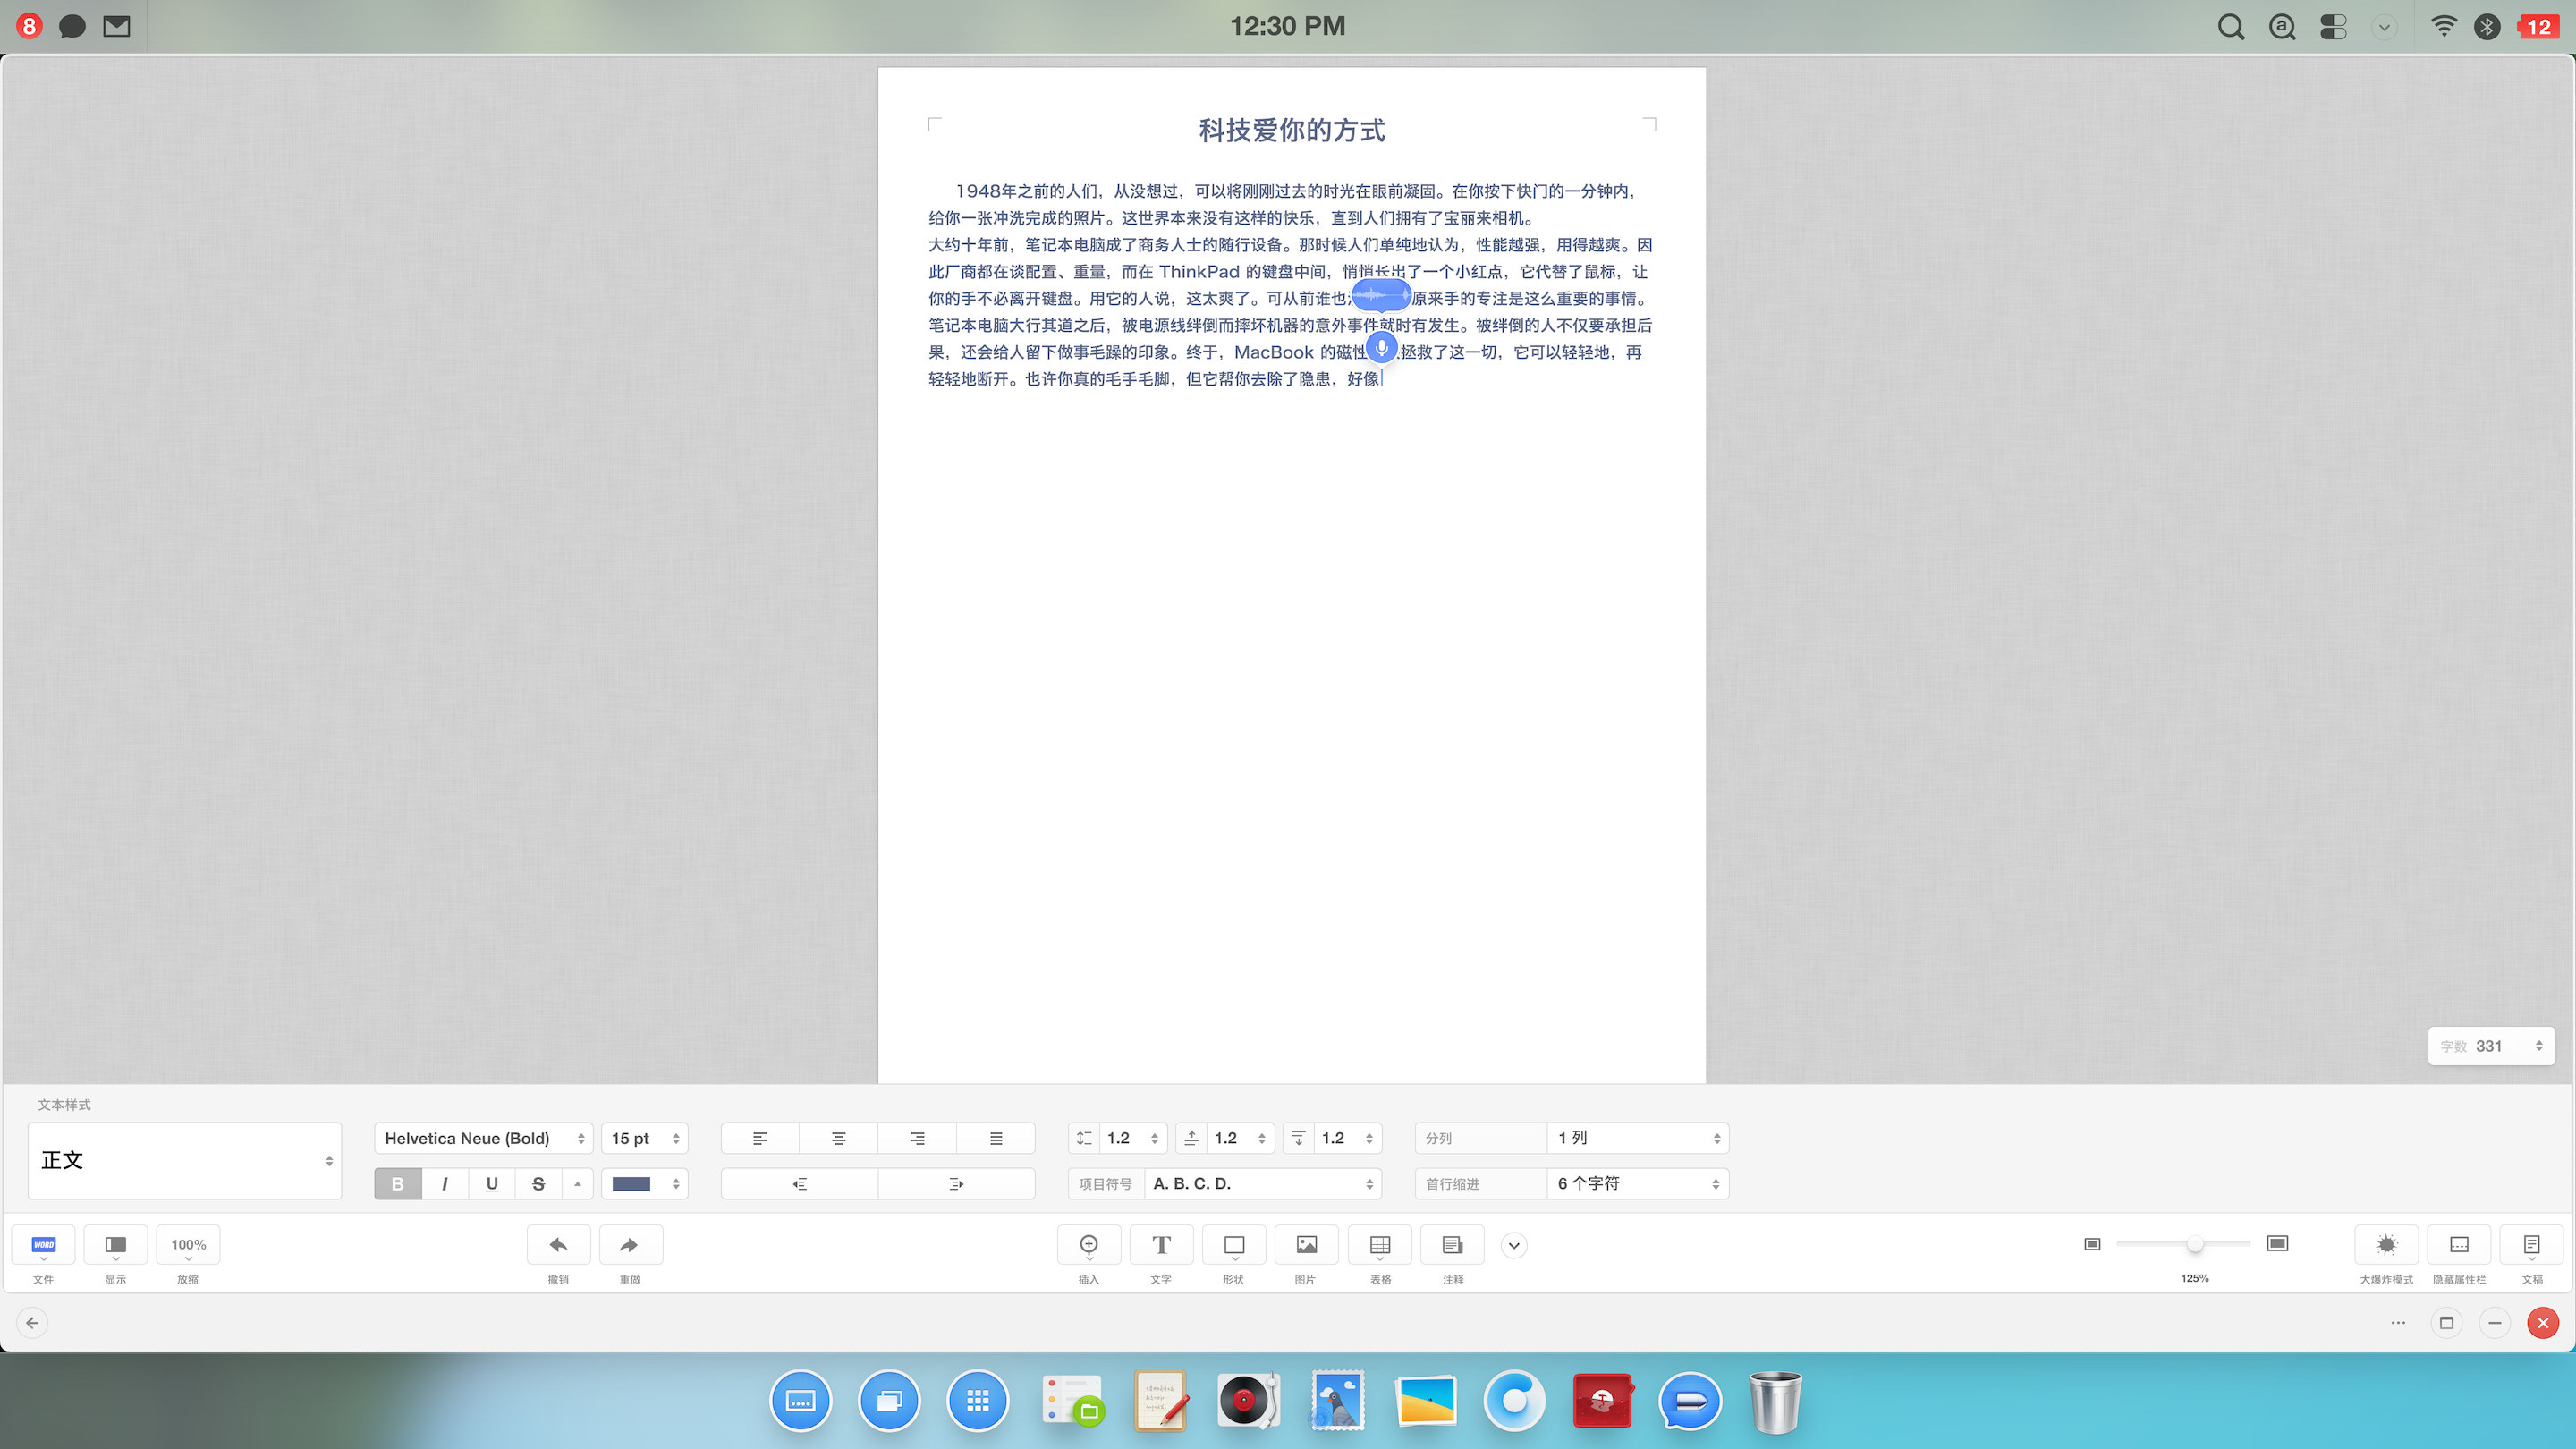 8
12:30 PM
12
科技爱你的方式
1948年之前的人们，从没想过，可以将刚刚过去的时光在眼前凝固。在你按下快门的一分钟内，
给你一张冲洗完成的照片。这世界本来没有这样的快乐，直到人们拥有了宝丽来相机。
大约十年前，笔记本电脑成了商务人士的随行设备。那时候人们单纯地认为，性能越强，用得越爽。因
此厂商都在谈配置、重量，而在 ThinkPad 的键盘中间，悄悄长出了一个小红点，它代替了鼠标，让
你的手不必离开键盘。用它的人说，这太爽了。可从前谁也 原来手的专注是这么重要的事情。
笔记本电脑大行其道之后，被电源线绊倒而摔坏机器的意外事件就时有发生。被绊倒的人不仅要承担后
果，还会给人留下做事毛躁的印象。终于，MacBook 的磁性 拯救了这一切，它可以轻轻地，再
轻轻地断开。也许你真的毛手毛脚，但它帮你去除了隐患，好像
字数 331
文本样式
正文
Helvetica Neue (Bold) 15 pt 1.2 1.2 1.2 分列 1 列
B I U S 项目符号 A. B. C. D. 首行缩进 6 个字符
WORD 100% T
文件 显示 放缩 撤销 重做 插入 文字 形状 图片 表格 注释 125% 大爆炸模式 隐藏属性栏 文稿